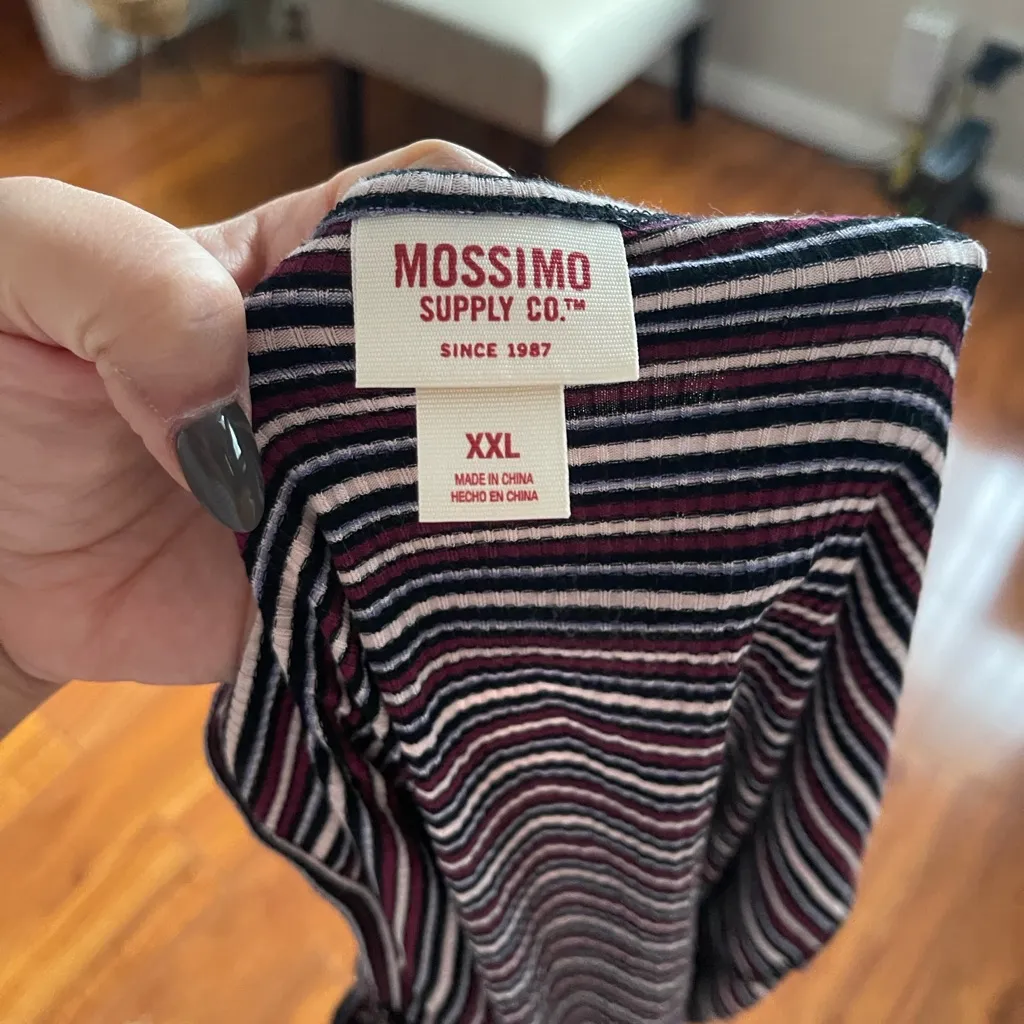 MOSSIMO
SUPPLY CO.™
SINCE 1987
XXL
MADE IN CHINA
HECHO EN CHINA